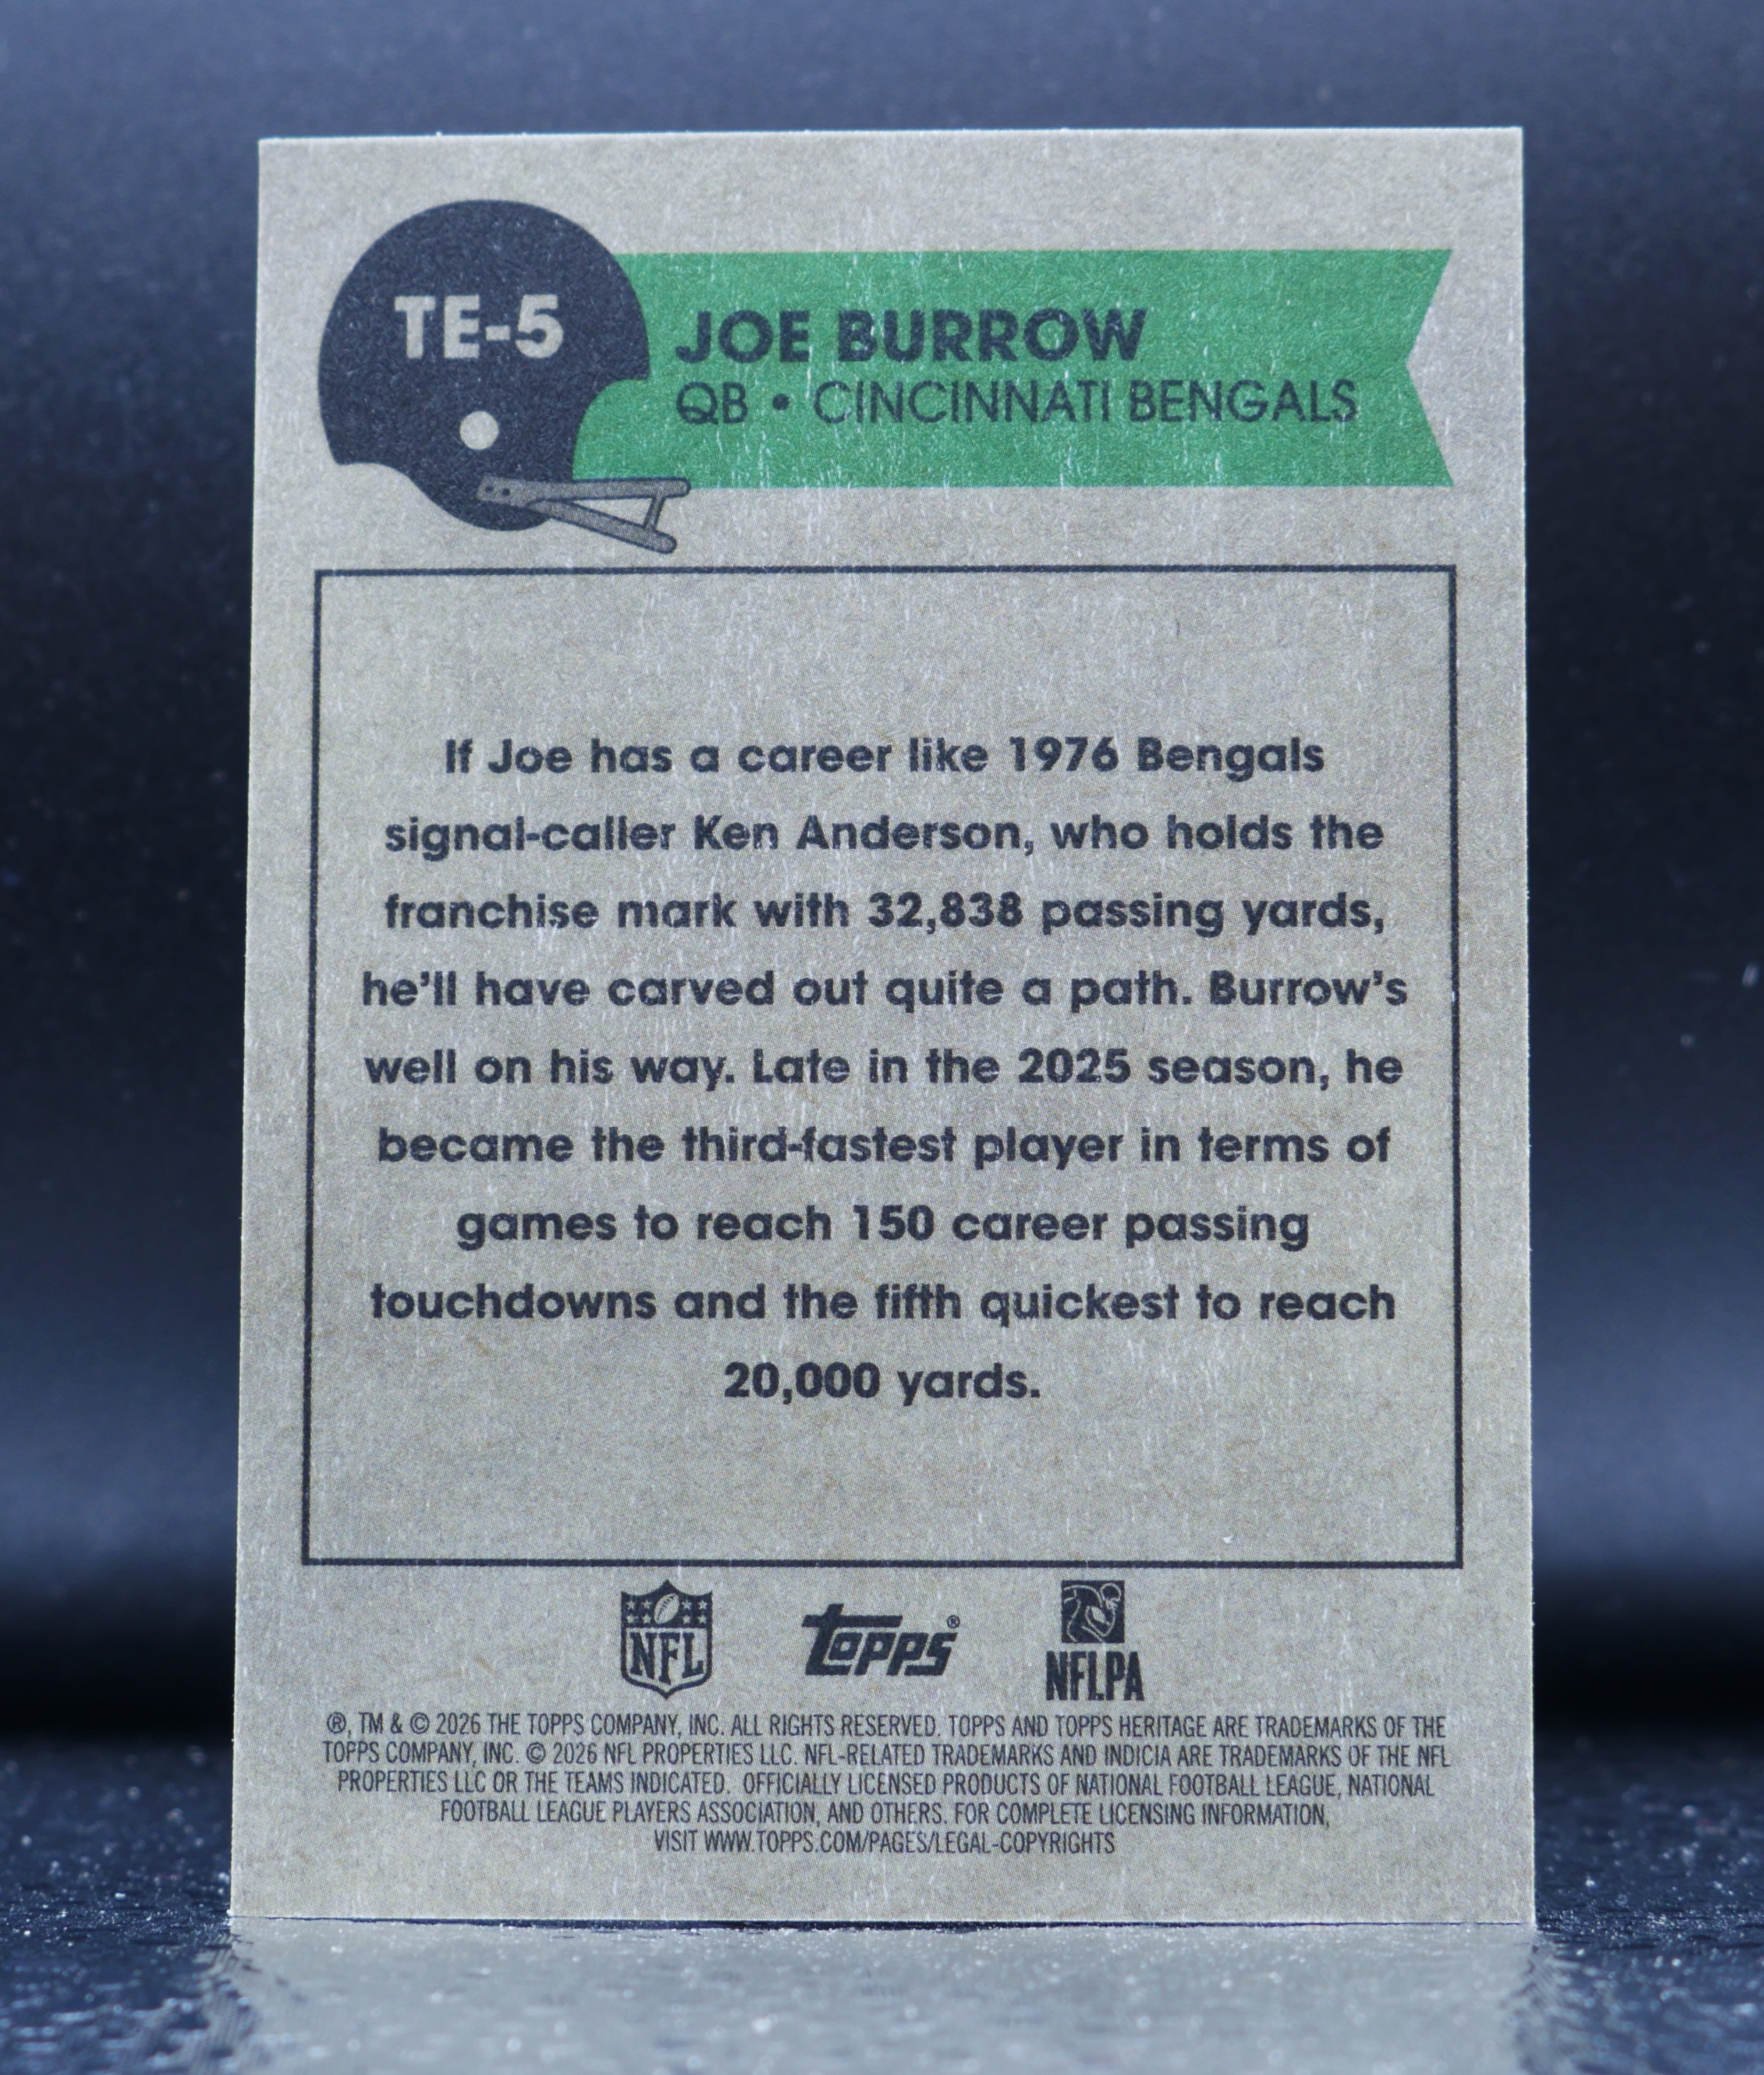 TE-5
JOE BURROW
QB • CINCINNATI BENGALS
If Joe has a career like 1976 Bengals
signal-caller Ken Anderson, who holds the
franchise mark with 32,838 passing yards,
he'll have carved out quite a path. Burrow's
well on his way. Late in the 2025 season, he
became the third-fastest player in terms of
games to reach 150 career passing
touchdowns and the fifth quickest to reach
20,000 yards.
NFL topps® NFLPA
®, TM & © 2026 THE TOPPS COMPANY, INC. ALL RIGHTS RESERVED. TOPPS AND TOPPS HERITAGE ARE TRADEMARKS OF THE
TOPPS COMPANY, INC. © 2026 NFL PROPERTIES LLC. NFL-RELATED TRADEMARKS AND INDICIA ARE TRADEMARKS OF THE NFL
PROPERTIES LLC OR THE TEAMS INDICATED. OFFICIALLY LICENSED PRODUCTS OF NATIONAL FOOTBALL LEAGUE, NATIONAL
FOOTBALL LEAGUE PLAYERS ASSOCIATION, AND OTHERS. FOR COMPLETE LICENSING INFORMATION,
VISIT WWW.TOPPS.COM/PAGES/LEGAL-COPYRIGHTS